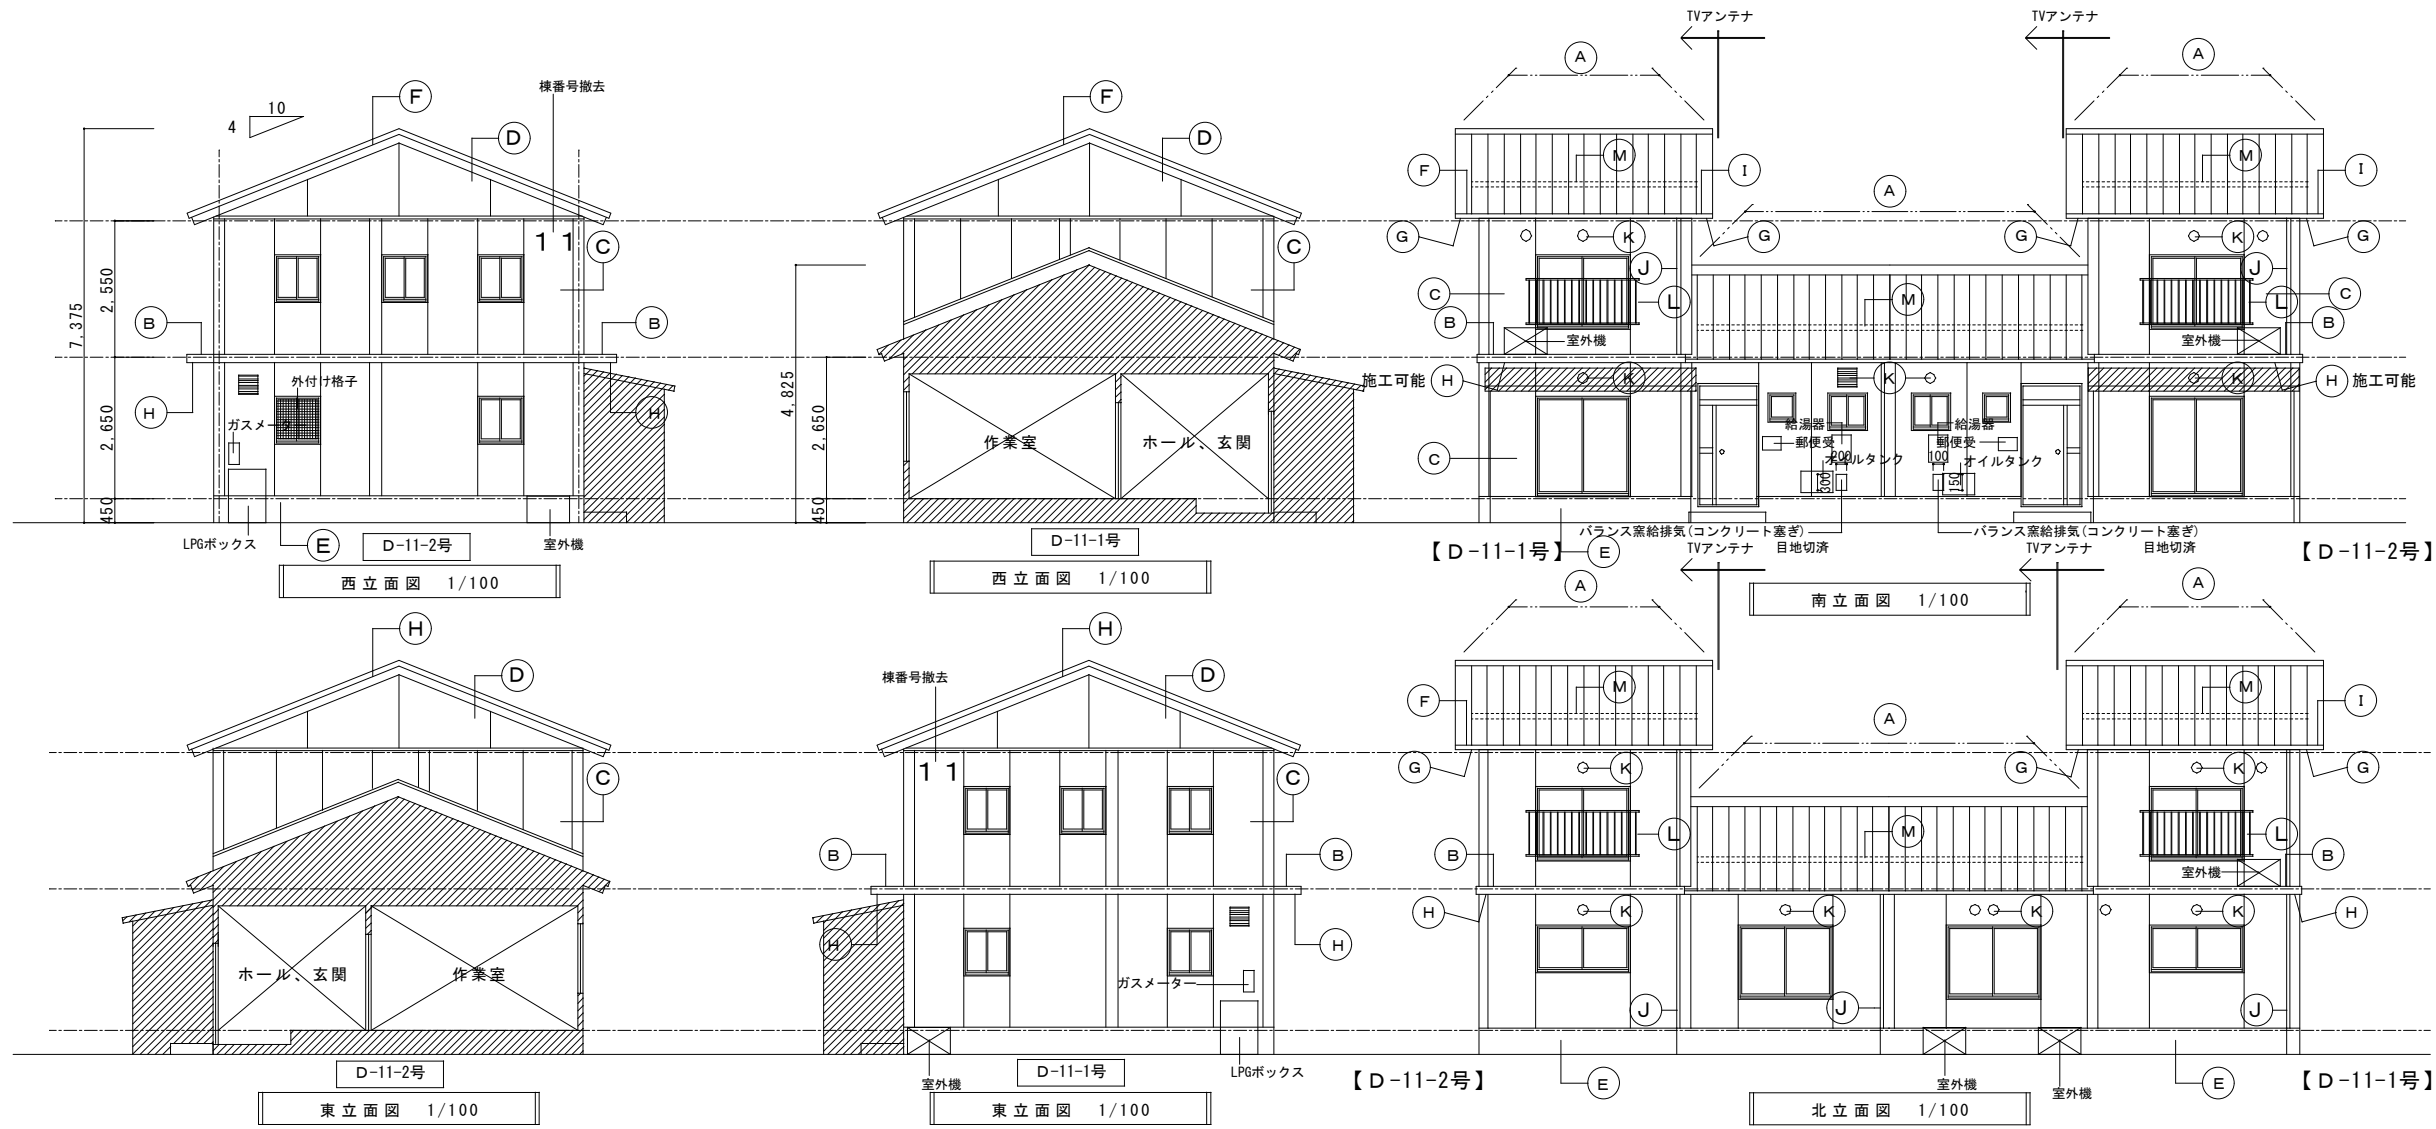 棟番号撤去
F
D
10
4
11
C
B
B
H
H
外付け格子
ガスメーター
LPGボックス
E
室外機
7,375
2,550
2,650
450
D-11-2号
西立面図 1/100
F
D
C
4,825
2,650
450
作業室
ホール、玄関
D-11-1号
西立面図 1/100
TVアンテナ
TVアンテナ
A
A
A
F
M
I
M
I
G
K
G
G
K
G
J
J
C
L
M
L
C
B
室外機
室外機
B
施工可能
H
K
K
K
H
施工可能
給湯器
給湯器
郵便受
郵便受
オイルタンク
オイルタンク
200
100
300
150
C
バランス窯給排気(コンクリート塞ぎ)
目地切済
バランス窯給排気(コンクリート塞ぎ)
目地切済
【D-11-1号】
E
【D-11-2号】
南立面図 1/100
H
D
C
ホール、玄関
作業室
D-11-2号
東立面図 1/100
H
D
棟番号撤去
11
C
B
B
H
H
ガスメーター
室外機
LPGボックス
D-11-1号
東立面図 1/100
TVアンテナ
TVアンテナ
A
A
A
F
M
M
I
G
K
G
K
G
L
M
L
B
室外機
B
H
K
K
K
K
H
J
J
J
E
室外機
室外機
E
【D-11-2号】
【D-11-1号】
北立面図 1/100